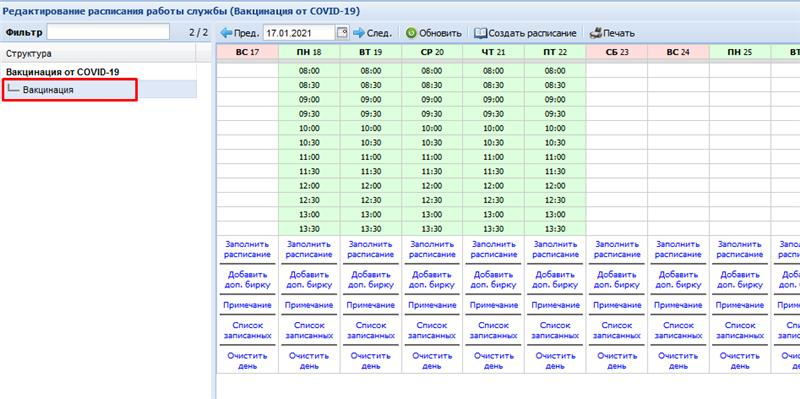 Редактирование расписания работы службы (Вакцинация от COVID-19)
Фильтр 2 / 2 Пред. 17.01.2021 След. Обновить Создать расписание Печать
Структура ВС 17 ПН 18 ВТ 19 СР 20 ЧТ 21 ПТ 22 СБ 23 ВС 24 ПН 25 ВТ
Вакцинация от COVID-19 08:00 08:00 08:00 08:00 08:00
Вакцинация 08:30 08:30 08:30 08:30 08:30
09:00 09:00 09:00 09:00 09:00
09:30 09:30 09:30 09:30 09:30
10:00 10:00 10:00 10:00 10:00
10:30 10:30 10:30 10:30 10:30
11:00 11:00 11:00 11:00 11:00
11:30 11:30 11:30 11:30 11:30
12:00 12:00 12:00 12:00 12:00
12:30 12:30 12:30 12:30 12:30
13:00 13:00 13:00 13:00 13:00
13:30 13:30 13:30 13:30 13:30
Заполнить Заполнить Заполнить Заполнить Заполнить Заполнить Заполнить Заполнить Заполнить
расписание расписание расписание расписание расписание расписание расписание расписание расписание
Добавить Добавить Добавить Добавить Добавить Добавить Добавить Добавить Добавить
доп. бирку доп. бирку доп. бирку доп. бирку доп. бирку доп. бирку доп. бирку доп. бирку доп. бирку
Примечание Примечание Примечание Примечание Примечание Примечание Примечание Примечание Примечание
Список Список Список Список Список Список Список Список Список
записанных записанных записанных записанных записанных записанных записанных записанных записанных
Очистить Очистить Очистить Очистить Очистить Очистить Очистить Очистить Очистить
день день день день день день день день день